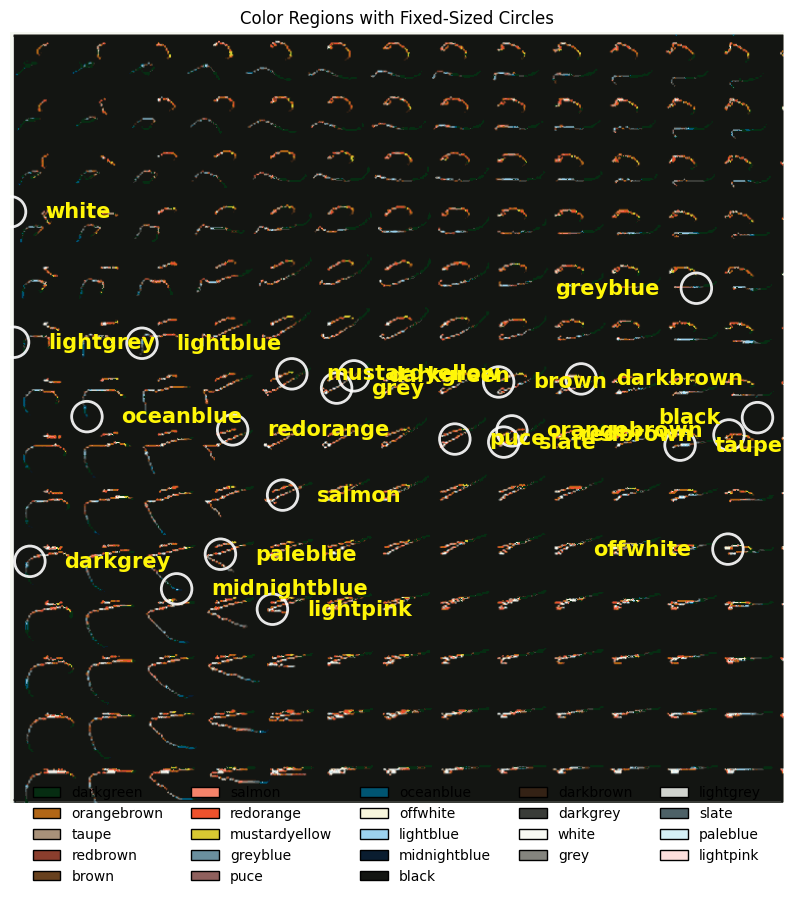 Color Regions with Fixed-Sized Circles
white
greyblue
lightgrey
lightblue
mustardyellow
darkgreen
grey
brown
darkbrown
oceanblue
black
redorange
orangebrown
redbrown
puce
slate
taupe
salmon
offwhite
paleblue
darkgrey
midnightblue
lightpink
darkgreen salmon oceanblue darkbrown lightgrey
orangebrown redorange offwhite darkgrey slate
taupe mustardyellow lightblue white paleblue
redbrown greyblue midnightblue grey lightpink
brown puce black